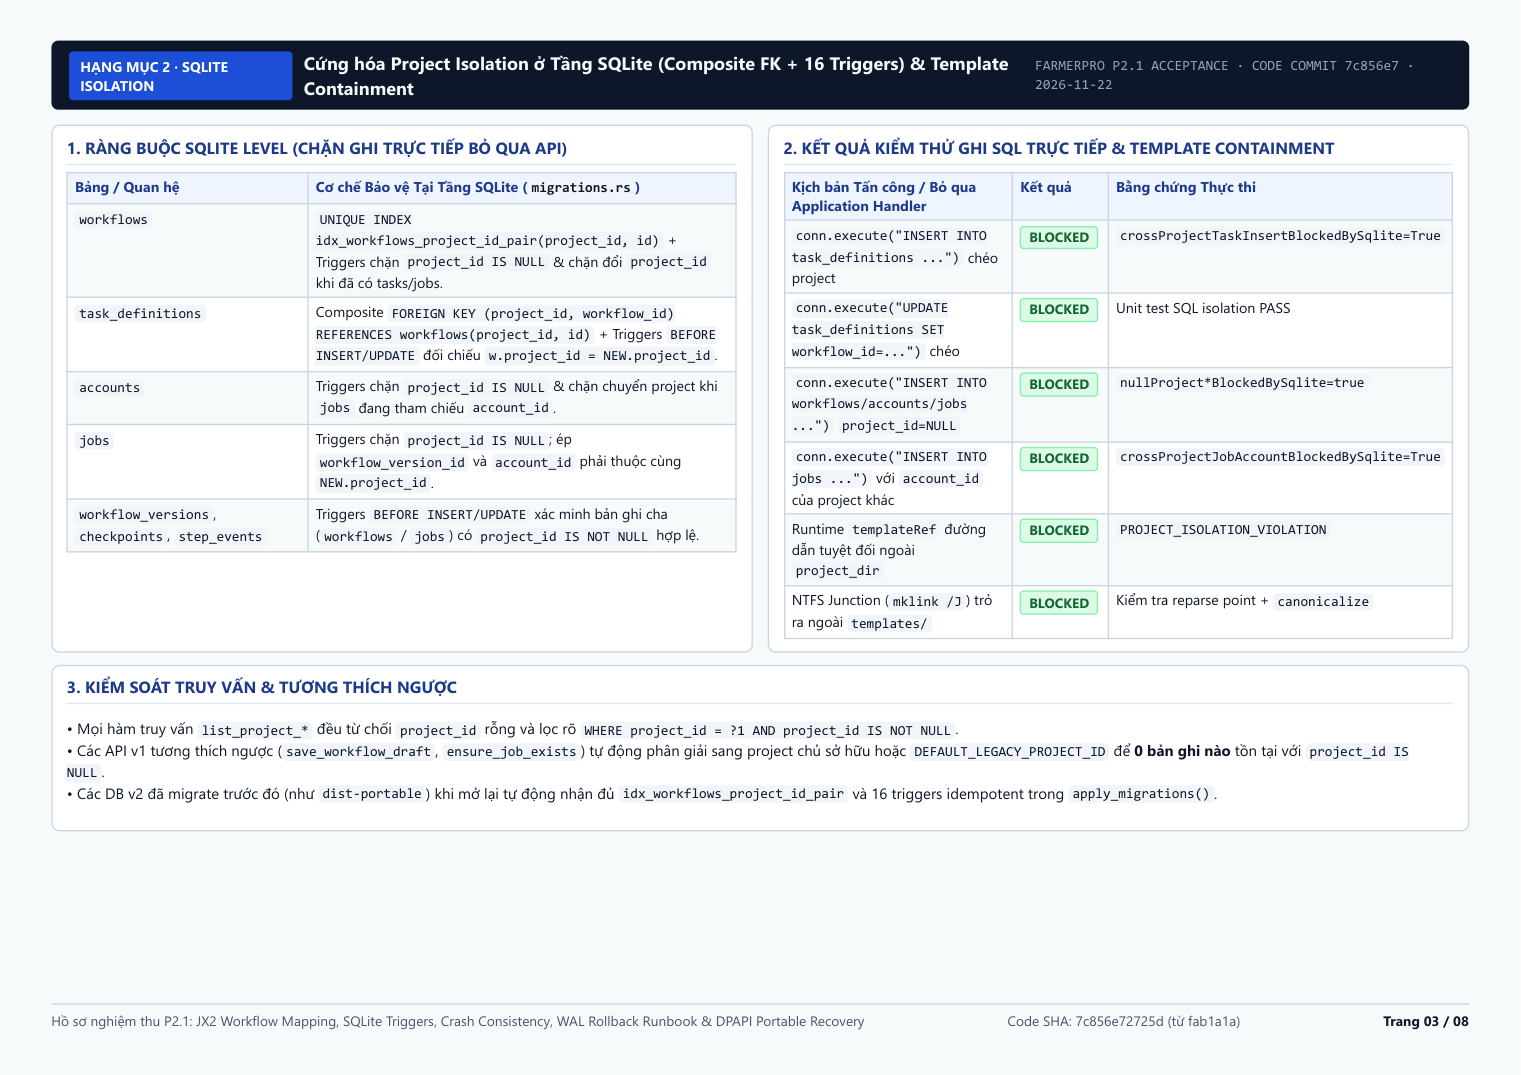 HẠNG MỤC 2 · SQLITE
ISOLATION
Cứng hóa Project Isolation ở Tầng SQLite (Composite FK + 16 Triggers) & Template
Containment
FARMERPRO P2.1 ACCEPTANCE · CODE COMMIT 7c856e7 ·
2026-11-22
1. RÀNG BUỘC SQLITE LEVEL (CHẶN GHI TRỰC TIẾP BỎ QUA API)
Bảng / Quan hệ
Cơ chế Bảo vệ Tại Tầng SQLite ( migrations.rs )
workflows
UNIQUE INDEX
idx_workflows_project_id_pair(project_id, id) +
Triggers chặn project_id IS NULL & chặn đổi project_id
khi đã có tasks/jobs.
task_definitions
Composite FOREIGN KEY (project_id, workflow_id)
REFERENCES workflows(project_id, id) + Triggers BEFORE
INSERT/UPDATE đối chiếu w.project_id = NEW.project_id.
accounts
Triggers chặn project_id IS NULL & chặn chuyển project khi
jobs đang tham chiếu account_id.
jobs
Triggers chặn project_id IS NULL; ép
workflow_version_id và account_id phải thuộc cùng
NEW.project_id.
workflow_versions,
checkpoints, step_events
Triggers BEFORE INSERT/UPDATE xác minh bản ghi cha
(workflows / jobs) có project_id IS NOT NULL hợp lệ.
2. KẾT QUẢ KIỂM THỬ GHI SQL TRỰC TIẾP & TEMPLATE CONTAINMENT
Kịch bản Tấn công / Bỏ qua
Application Handler
Kết quả
Bằng chứng Thực thi
conn.execute("INSERT INTO
task_definitions ...") chéo
project
BLOCKED
crossProjectTaskInsertBlockedBySqlite=True
conn.execute("UPDATE
task_definitions SET
workflow_id=...") chéo
BLOCKED
Unit test SQL isolation PASS
conn.execute("INSERT INTO
workflows/accounts/jobs
...") project_id=NULL
BLOCKED
nullProject*BlockedBySqlite=true
conn.execute("INSERT INTO
jobs ...") với account_id
của project khác
BLOCKED
crossProjectJobAccountBlockedBySqlite=True
Runtime templateRef đường
dẫn tuyệt đối ngoài
project_dir
BLOCKED
PROJECT_ISOLATION_VIOLATION
NTFS Junction (mklink /J) trỏ
ra ngoài templates/
BLOCKED
Kiểm tra reparse point + canonicalize
3. KIỂM SOÁT TRUY VẤN & TƯƠNG THÍCH NGƯỢC
• Mọi hàm truy vấn list_project_* đều từ chối project_id rỗng và lọc rõ WHERE project_id = ?1 AND project_id IS NOT NULL.
• Các API v1 tương thích ngược (save_workflow_draft, ensure_job_exists) tự động phân giải sang project chủ sở hữu hoặc DEFAULT_LEGACY_PROJECT_ID để 0 bản ghi nào tồn tại với project_id IS
NULL.
• Các DB v2 đã migrate trước đó (như dist-portable) khi mở lại tự động nhận đủ idx_workflows_project_id_pair và 16 triggers idempotent trong apply_migrations().
Hồ sơ nghiệm thu P2.1: JX2 Workflow Mapping, SQLite Triggers, Crash Consistency, WAL Rollback Runbook & DPAPI Portable Recovery
Code SHA: 7c856e72725d (từ fab1a1a)
Trang 03 / 08